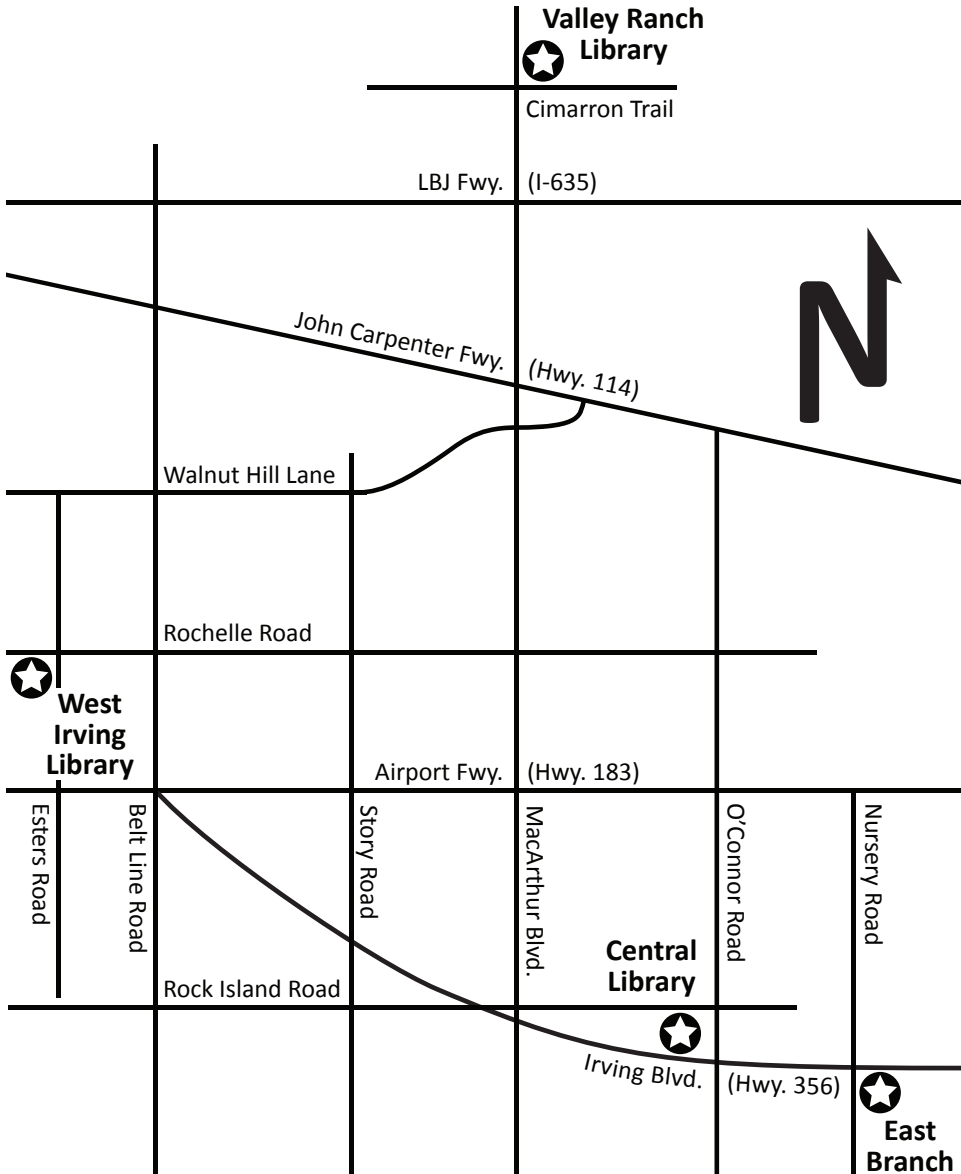 Valley Ranch
Library
Cimarron Trail
LBJ Fwy. (I-635)
N
John Carpenter Fwy. (Hwy. 114)
Walnut Hill Lane
Rochelle Road
West
Irving
Library
Airport Fwy. (Hwy. 183)
Esters Road
Belt Line Road
Story Road
MacArthur Blvd.
O'Connor Road
Nursery Road
Central
Library
Rock Island Road
Irving Blvd. (Hwy. 356)
East
Branch